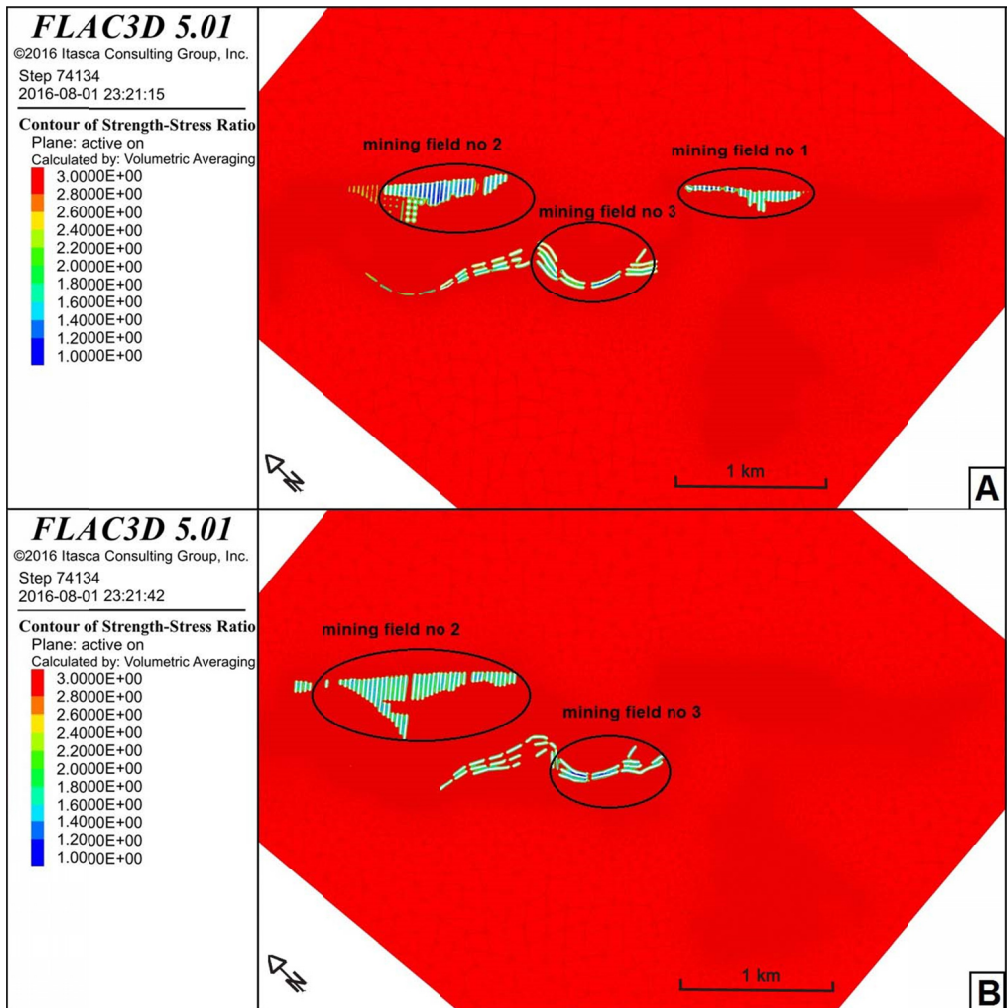 FLAC3D 5.01
©2016 Itasca Consulting Group, Inc.
Step 74134
2016-08-01 23:21:15
Contour of Strength-Stress Ratio
Plane: active on
Calculated by: Volumetric Averaging
3.0000E+00
2.8000E+00
2.6000E+00
2.4000E+00
2.2000E+00
2.0000E+00
1.8000E+00
1.6000E+00
1.4000E+00
1.2000E+00
1.0000E+00
mining field no 2
mining field no 1
mining field no 3
1 km
N
A
FLAC3D 5.01
©2016 Itasca Consulting Group, Inc.
Step 74134
2016-08-01 23:21:42
Contour of Strength-Stress Ratio
Plane: active on
Calculated by: Volumetric Averaging
3.0000E+00
2.8000E+00
2.6000E+00
2.4000E+00
2.2000E+00
2.0000E+00
1.8000E+00
1.6000E+00
1.4000E+00
1.2000E+00
1.0000E+00
mining field no 2
mining field no 3
1 km
N
B